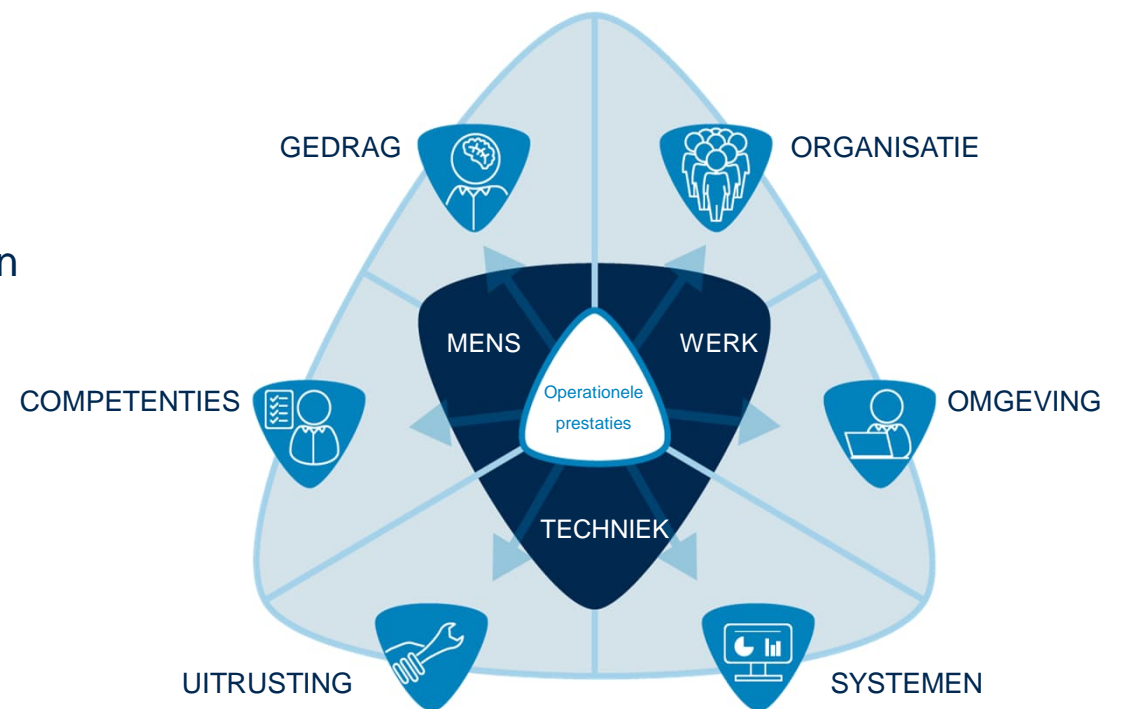 GEDRAG
ORGANISATIE
n
MENS
WERK
COMPETENTIES
Operationele
prestaties
OMGEVING
TECHNIEK
UITRUSTING
SYSTEMEN